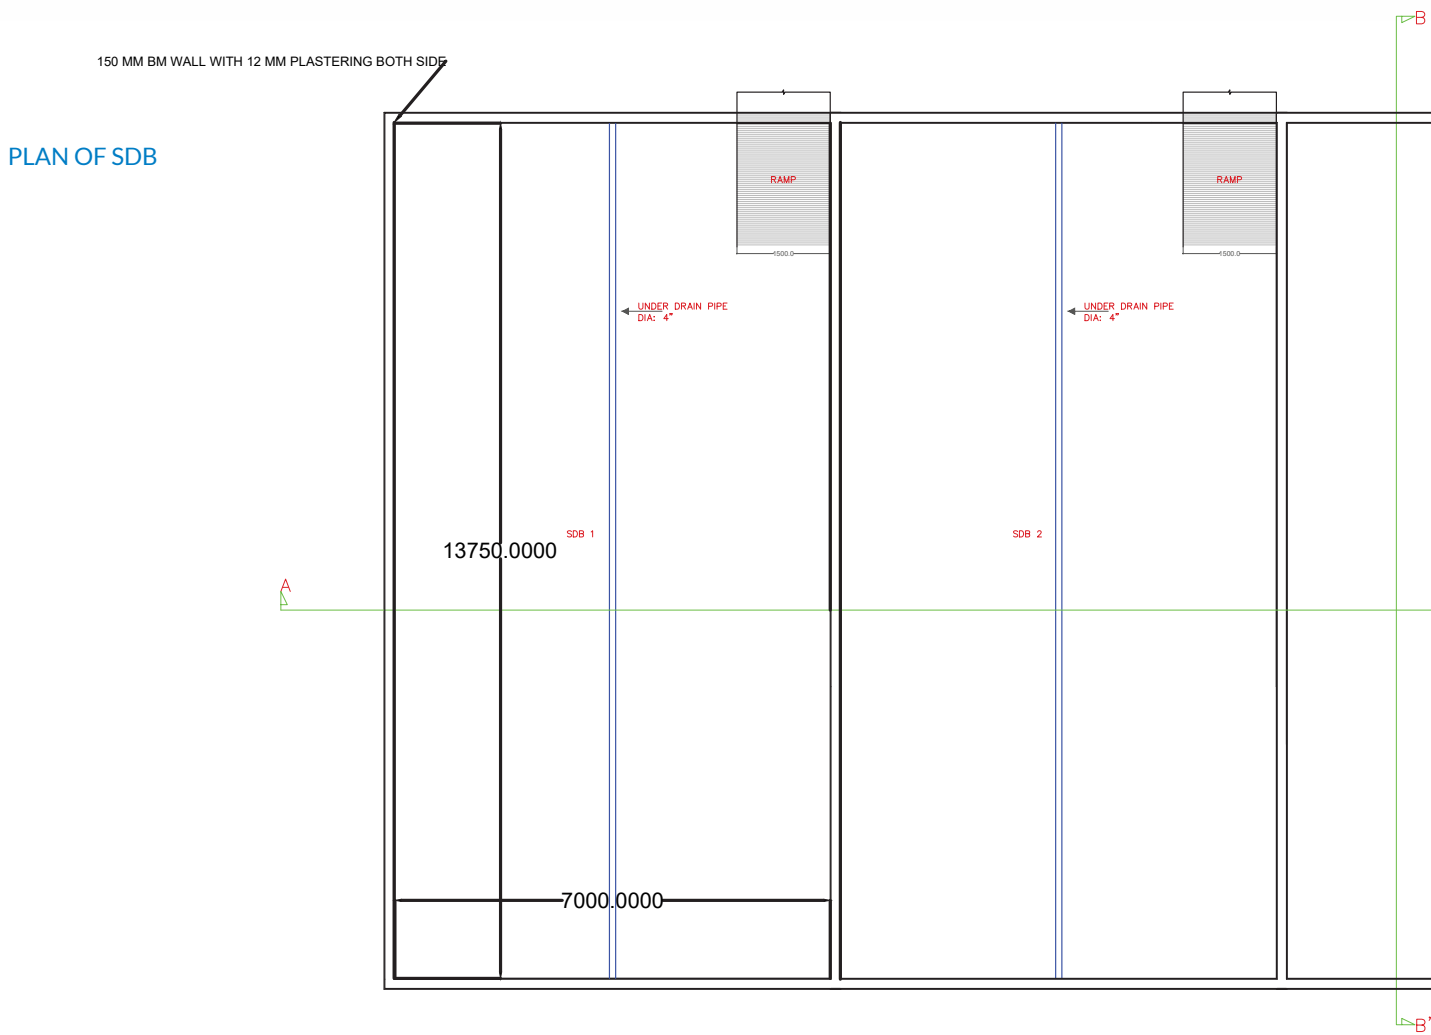 B
150 MM BM WALL WITH 12 MM PLASTERING BOTH SIDE
PLAN OF SDB
RAMP
RAMP
1500.0
1500.0
UNDER DRAIN PIPE
DIA: 4"
UNDER DRAIN PIPE
DIA: 4"
SDB 1
SDB 2
13750.0000
A
7000.0000
B'